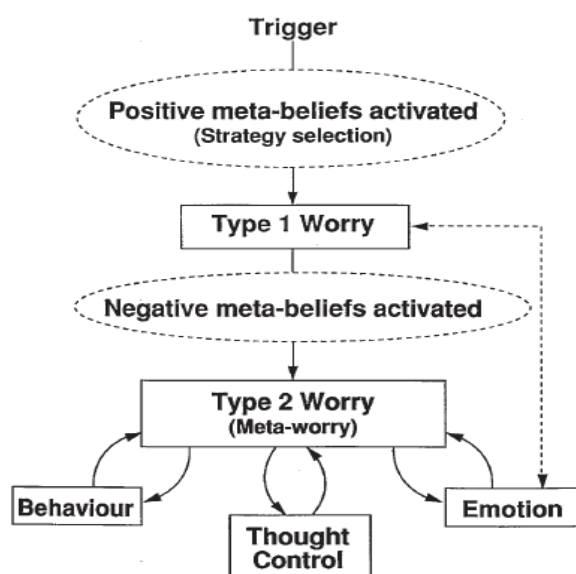 Trigger
Positive meta-beliefs activated
(Strategy selection)
Type 1 Worry
Negative meta-beliefs activated
Type 2 Worry
(Meta-worry)
Behaviour
Thought
Control
Emotion